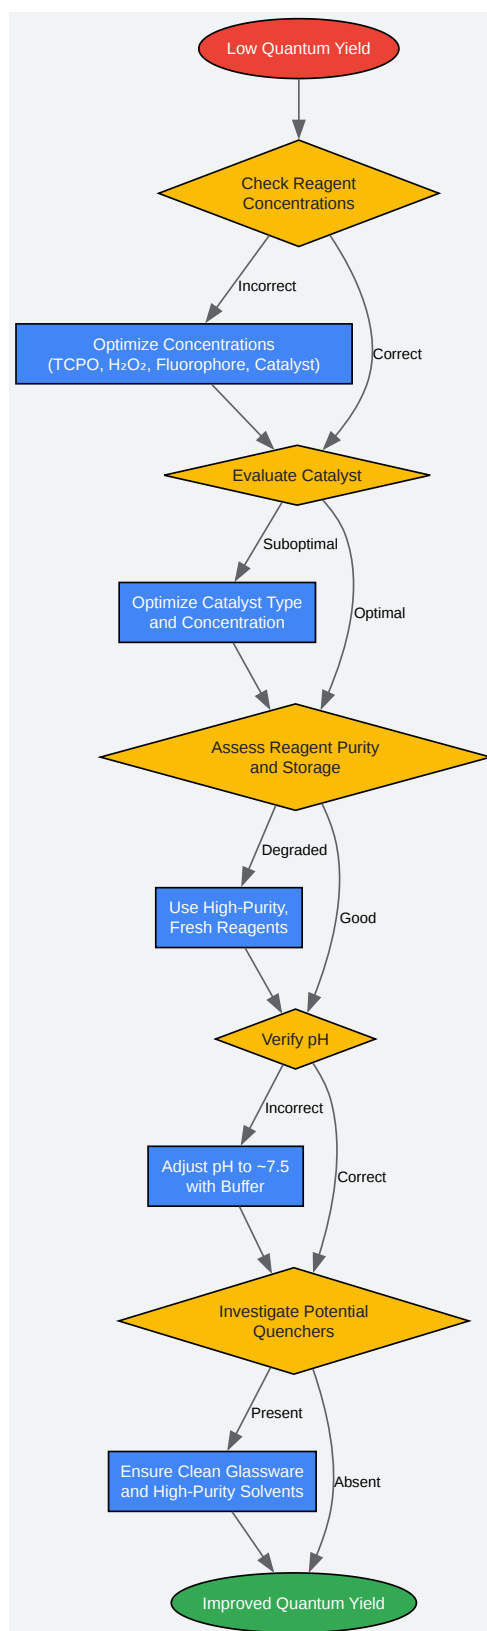 Low Quantum Yield
Check Reagent
Concentrations
Incorrect
Optimize Concentrations
(TCPO, H₂O₂, Fluorophore, Catalyst)
Correct
Evaluate Catalyst
Suboptimal
Optimize Catalyst Type
and Concentration
Optimal
Assess Reagent Purity
and Storage
Degraded
Use High-Purity,
Fresh Reagents
Good
Verify pH
Incorrect
Adjust pH to ~7.5
with Buffer
Correct
Investigate Potential
Quenchers
Present
Ensure Clean Glassware
and High-Purity Solvents
Absent
Improved Quantum Yield